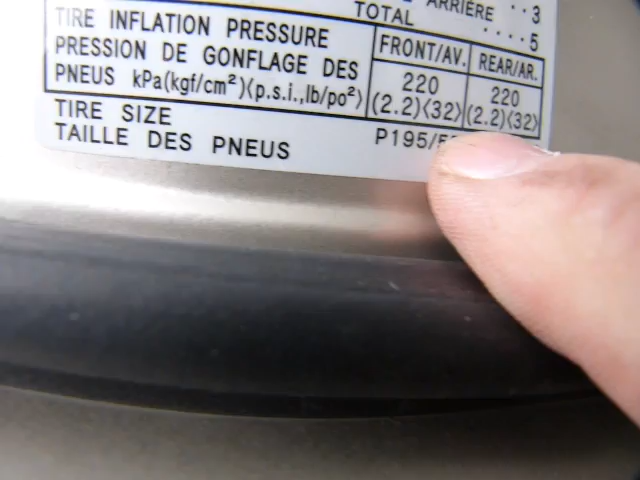 ARRIÈRE ··3
TOTAL ····5
TIRE INFLATION PRESSURE
PRESSION DE GONFLAGE DES
PNEUS kPa(kgf/cm²)⟨p.s.i.,lb/po²⟩
FRONT/AV. REAR/AR.
220 220
(2.2)⟨32⟩ (2.2)⟨32⟩
TIRE SIZE
TAILLE DES PNEUS
P195/